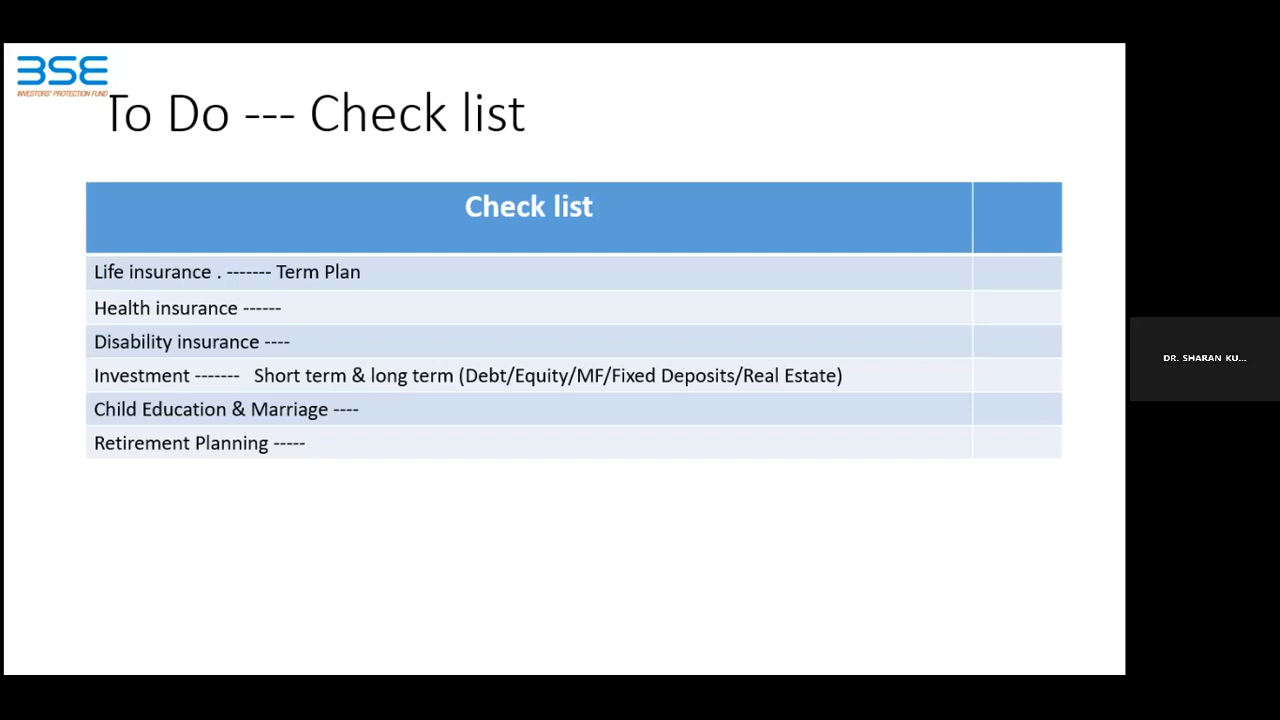 BSE
INVESTORS' PROTECTION FUND
To Do --- Check list
Check list
Life insurance . ------- Term Plan
Health insurance ------
Disability insurance ----
Investment ------- Short term & long term (Debt/Equity/MF/Fixed Deposits/Real Estate)
Child Education & Marriage ----
Retirement Planning -----
DR. SHARAN KU...